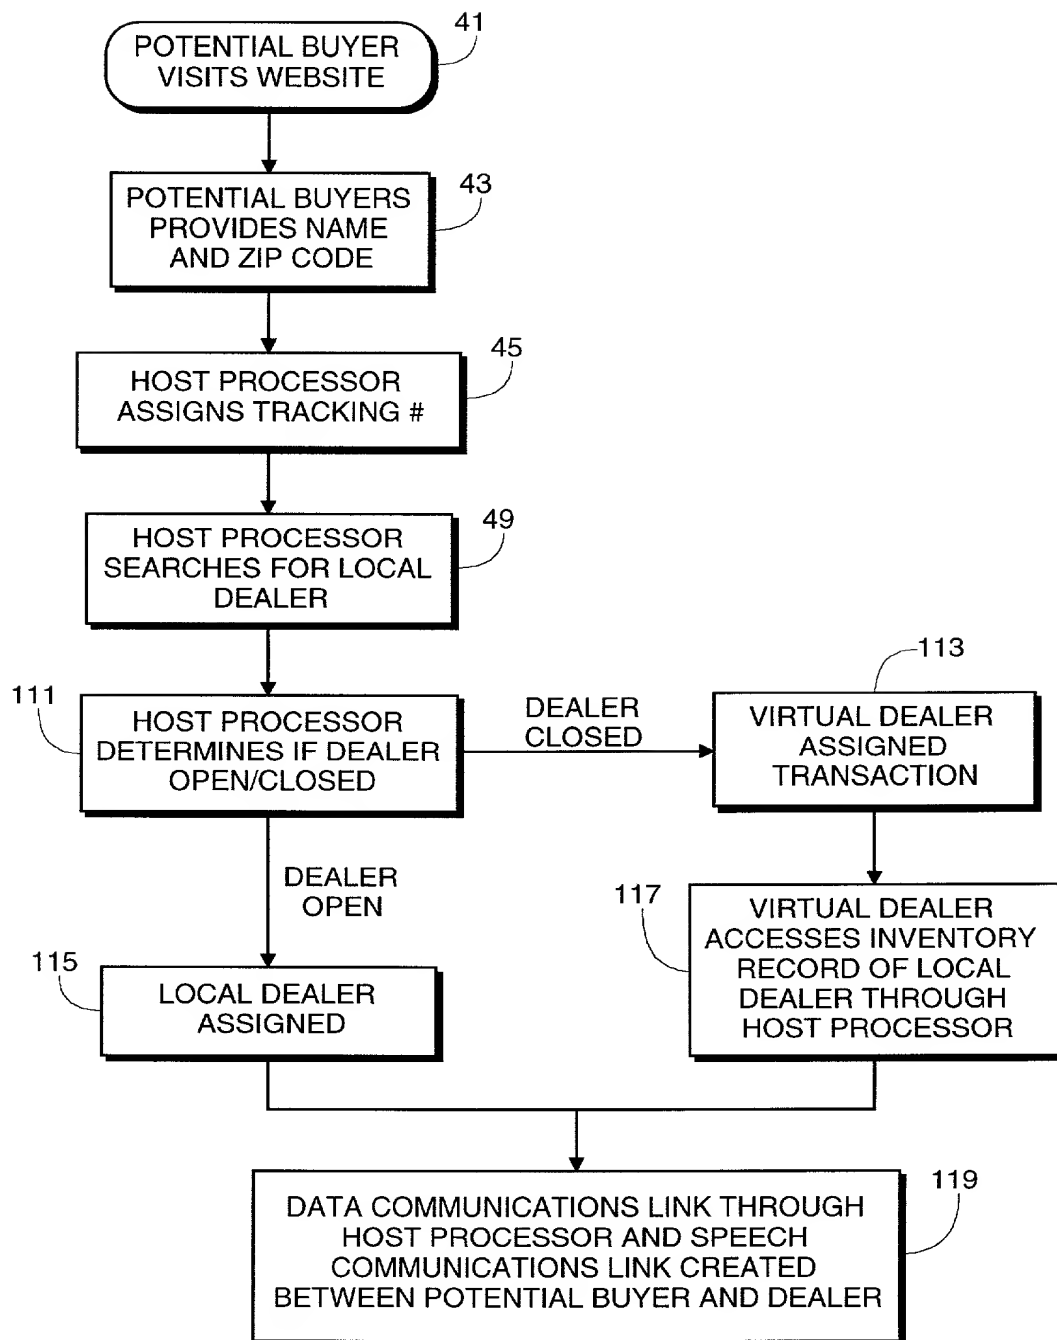 41
POTENTIAL BUYER
VISITS WEBSITE
43
POTENTIAL BUYERS
PROVIDES NAME
AND ZIP CODE
45
HOST PROCESSOR
ASSIGNS TRACKING #
49
HOST PROCESSOR
SEARCHES FOR LOCAL
DEALER
111
HOST PROCESSOR
DETERMINES IF DEALER
OPEN/CLOSED
DEALER
CLOSED
113
VIRTUAL DEALER
ASSIGNED
TRANSACTION
DEALER
OPEN
115
LOCAL DEALER
ASSIGNED
117
VIRTUAL DEALER
ACCESSES INVENTORY
RECORD OF LOCAL
DEALER THROUGH
HOST PROCESSOR
119
DATA COMMUNICATIONS LINK THROUGH
HOST PROCESSOR AND SPEECH
COMMUNICATIONS LINK CREATED
BETWEEN POTENTIAL BUYER AND DEALER